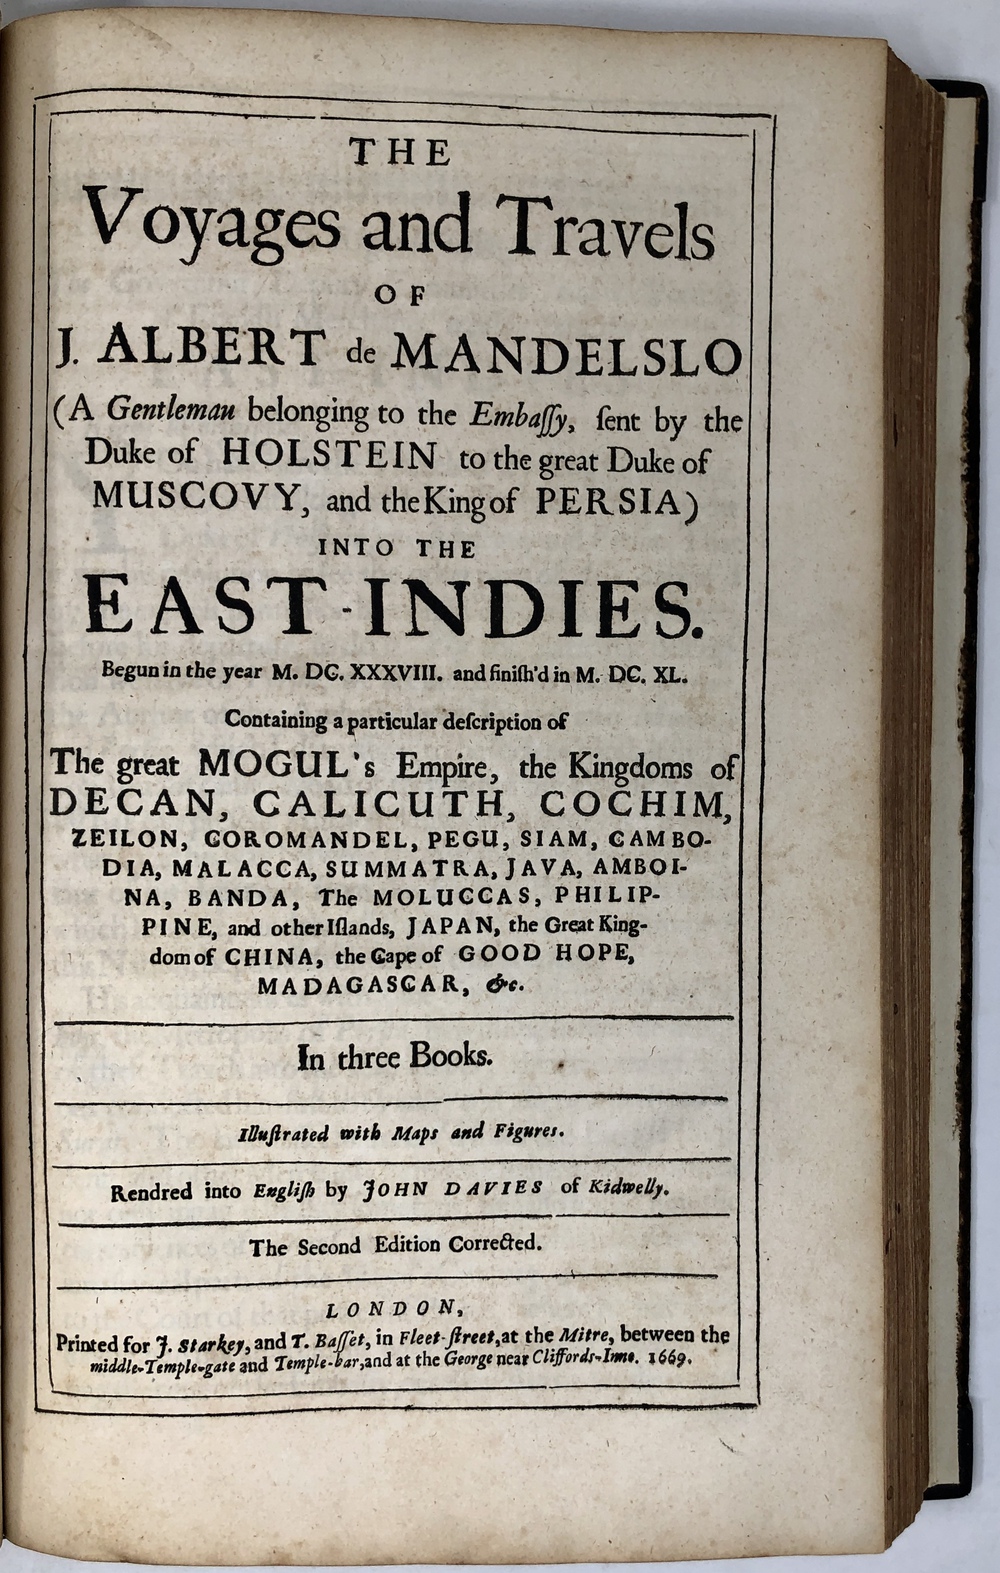 THE
Voyages and Travels
OF
J. ALBERT de MANDELSLO
(A Gentleman belonging to the Embaſſy, ſent by the
Duke of HOLSTEIN to the great Duke of
MUSCOVY, and the King of PERSIA)
INTO THE
EAST-INDIES.
Begun in the year M. DC. XXXVIII. and finiſh'd in M. DC. XL.
Containing a particular deſcription of
The great MOGUL's Empire, the Kingdoms of
DECAN, CALICUTH, COCHIM,
ZEILON, COROMANDEL, PEGU, SIAM, CAMBO-
DIA, MALACCA, SUMMATRA, JAVA, AMBOI-
NA, BANDA, The MOLUCCAS, PHILIP-
PINE, and other Iſlands, JAPAN, the Great King-
dom of CHINA, the Cape of GOOD HOPE,
MADAGASCAR, &c.
In three Books.
Illuſtrated with Maps and Figures.
Rendred into Engliſh by JOHN DAVIES of Kidwelly.
The Second Edition Corrected.
LONDON,
Printed for J. Starkey, and T. Baſſet, in Fleet-ſtreet, at the Mitre, between the
middle-Temple-gate and Temple-bar, and at the George near Cliffords-Inne. 1669.